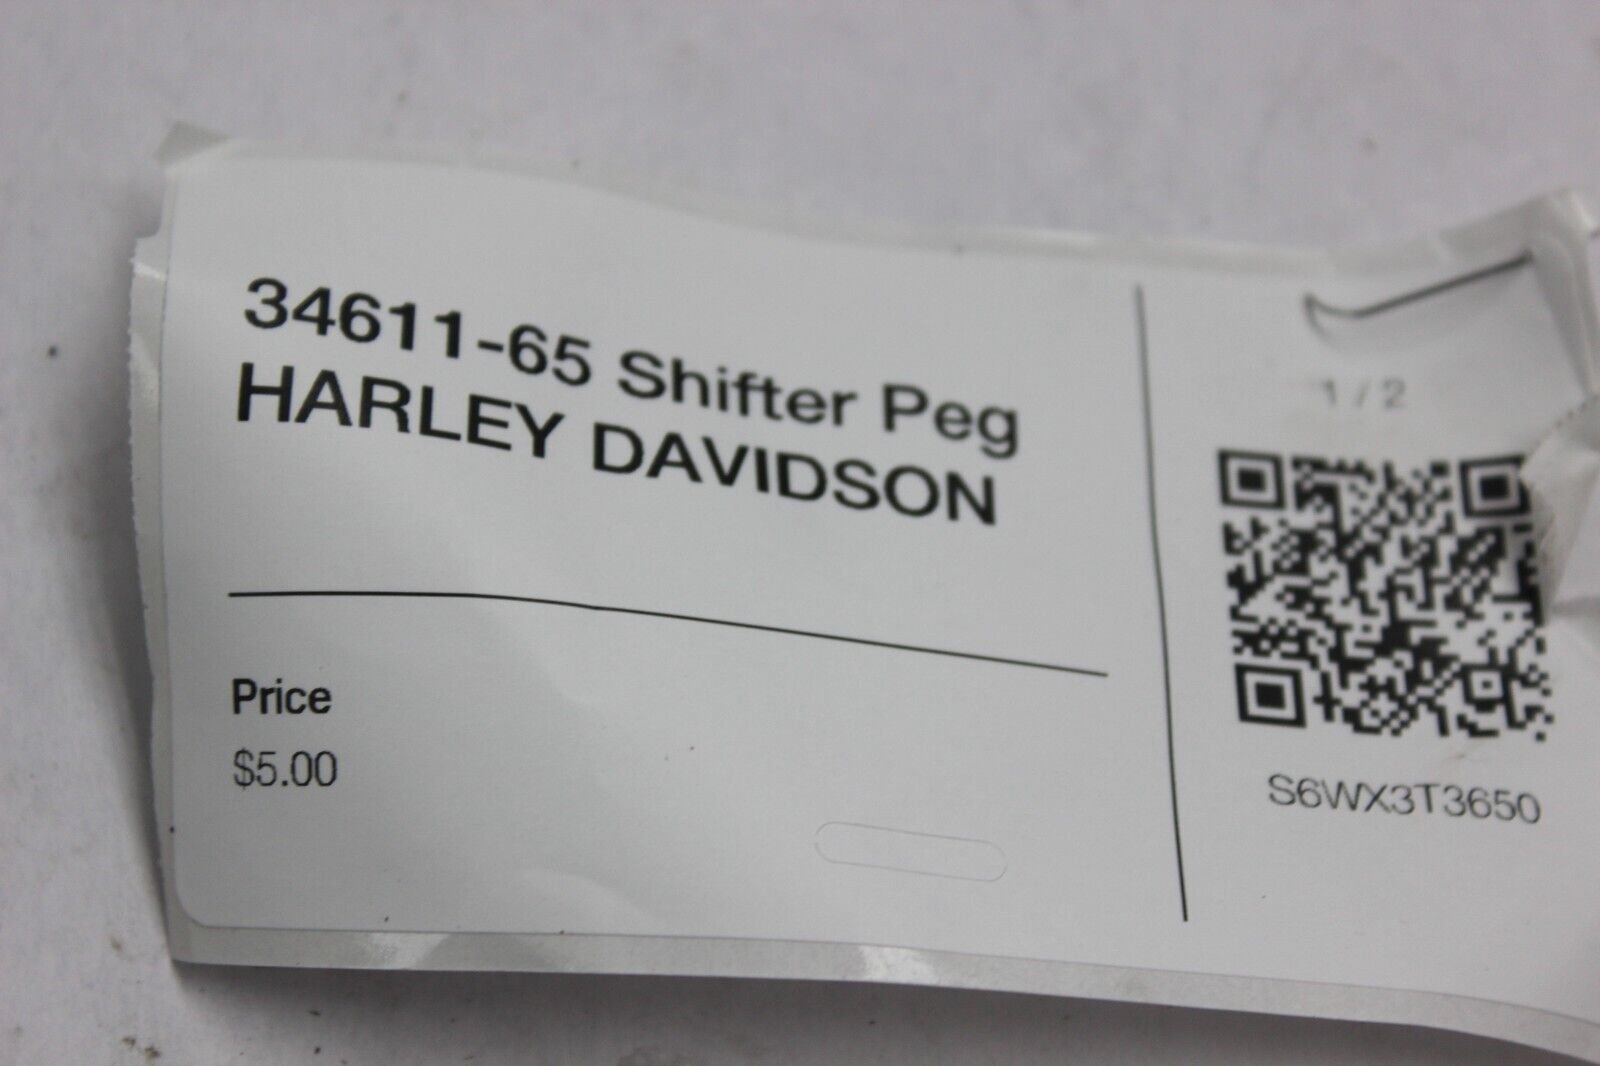 34611-65 Shifter Peg
HARLEY DAVIDSON
Price
$5.00
1 / 2
S6WX3T3650